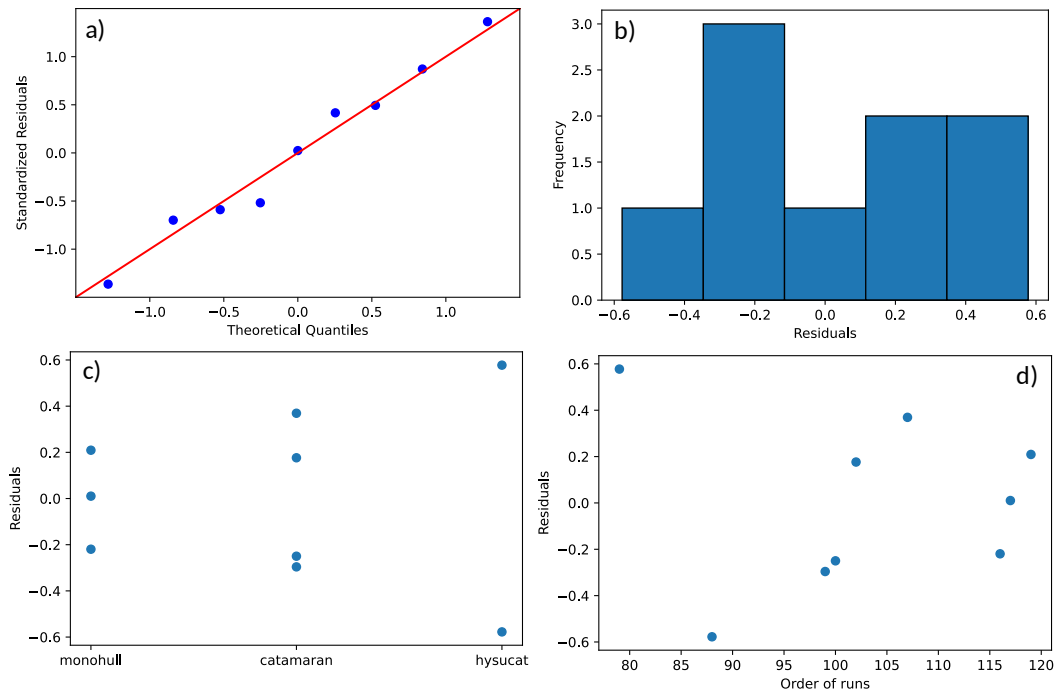 a)
1.0
0.5
0.0
−0.5
−1.0
Standardized Residuals
−1.0 −0.5 0.0 0.5 1.0
Theoretical Quantiles
b)
3.0
2.5
2.0
1.5
1.0
0.5
0.0
Frequency
−0.6 −0.4 −0.2 0.0 0.2 0.4 0.6
Residuals
c)
0.6
0.4
0.2
0.0
−0.2
−0.4
−0.6
Residuals
monohull catamaran hysucat
d)
0.6
0.4
0.2
0.0
−0.2
−0.4
−0.6
Residuals
80 85 90 95 100 105 110 115 120
Order of runs